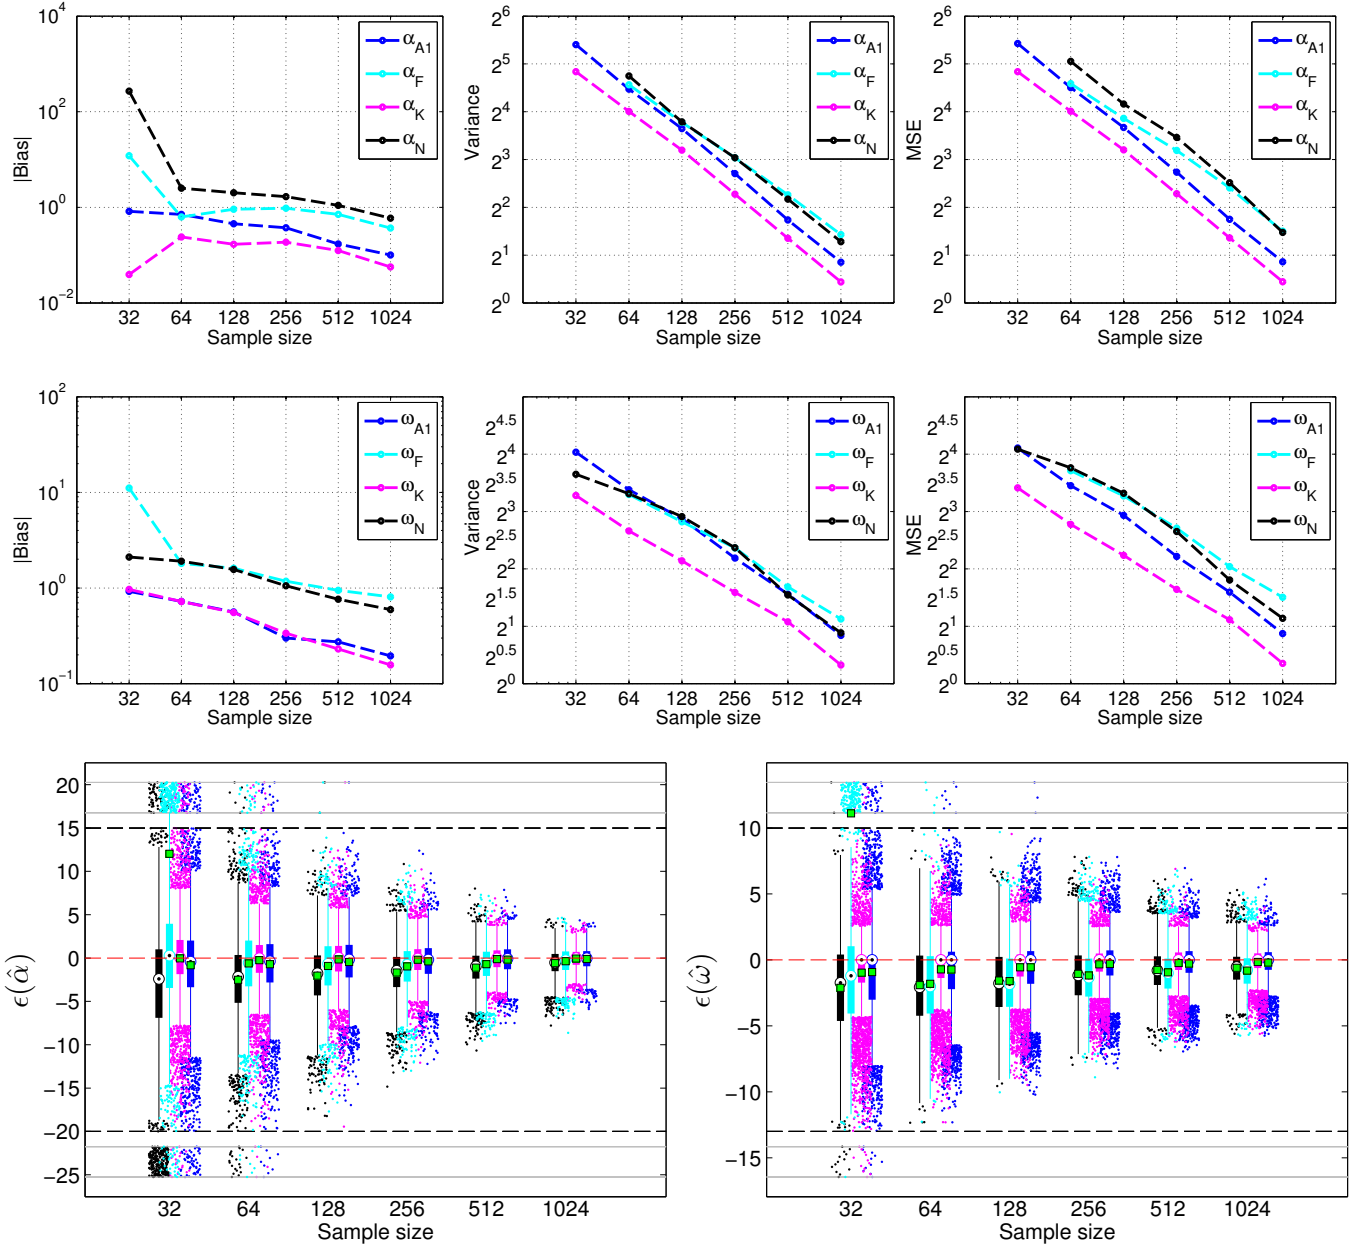 10^4
10^2
10^0
10^-2
|Bias|
32 64 128 256 512 1024
Sample size
α_A1
α_F
α_K
α_N
2^6
2^5
2^4
2^3
2^2
2^1
2^0
Variance
32 64 128 256 512 1024
Sample size
α_A1
α_F
α_K
α_N
2^6
2^5
2^4
2^3
2^2
2^1
2^0
MSE
32 64 128 256 512 1024
Sample size
α_A1
α_F
α_K
α_N
10^2
10^1
10^0
10^-1
|Bias|
32 64 128 256 512 1024
Sample size
ω_A1
ω_F
ω_K
ω_N
2^4.5
2^4
2^3.5
2^3
2^2.5
2^2
2^1.5
2^1
2^0.5
2^0
Variance
32 64 128 256 512 1024
Sample size
ω_A1
ω_F
ω_K
ω_N
2^4.5
2^4
2^3.5
2^3
2^2.5
2^2
2^1.5
2^1
2^0.5
2^0
MSE
32 64 128 256 512 1024
Sample size
ω_A1
ω_F
ω_K
ω_N
20
15
10
5
0
−5
−10
−15
−20
−25
ϵ(α̂)
32 64 128 256 512 1024
Sample size
10
5
0
−5
−10
−15
ϵ(ω̂)
32 64 128 256 512 1024
Sample size